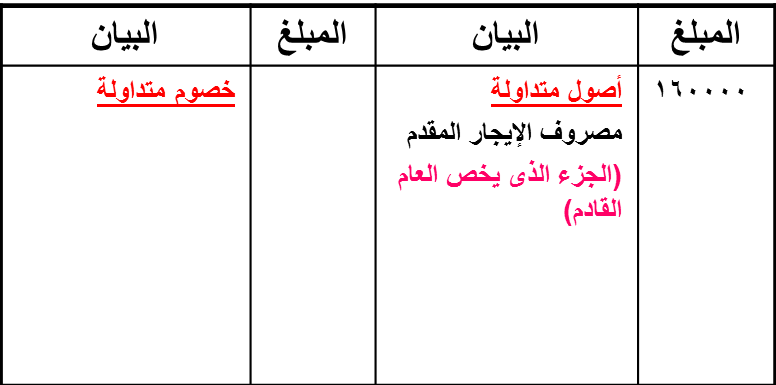 المبلغ البيان المبلغ البيان
١٦٠٠٠٠ أصول متداولة خصوم متداولة
مصروف الإيجار المقدم
(الجزء الذى يخص العام
القادم)